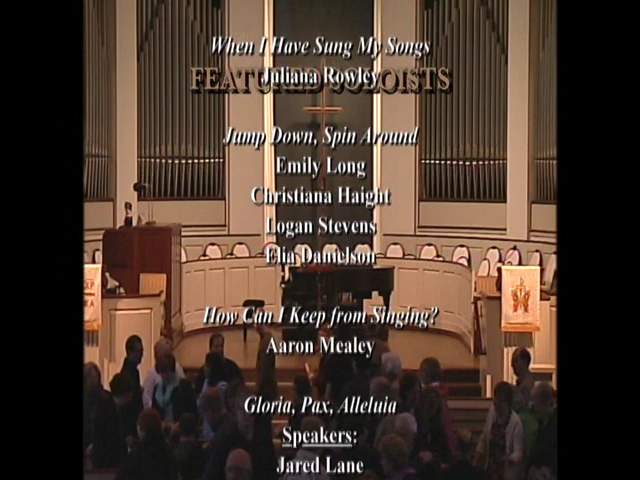 When I Have Sung My Songs
FEATURED SOLOISTS
Juliana Rowley
Jump Down, Spin Around
Emily Long
Christiana Haight
Logan Stevens
Elia Danielson
How Can I Keep from Singing?
Aaron Mealey
Gloria, Pax, Alleluia
Speakers:
Jared Lane